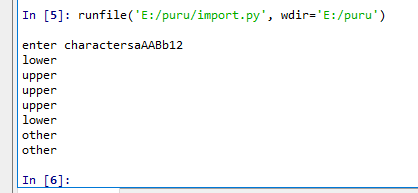 In [5]: runfile('E:/puru/import.py', wdir='E:/puru')
enter charactersaAABb12
lower
upper
upper
upper
lower
other
other
In [6]: